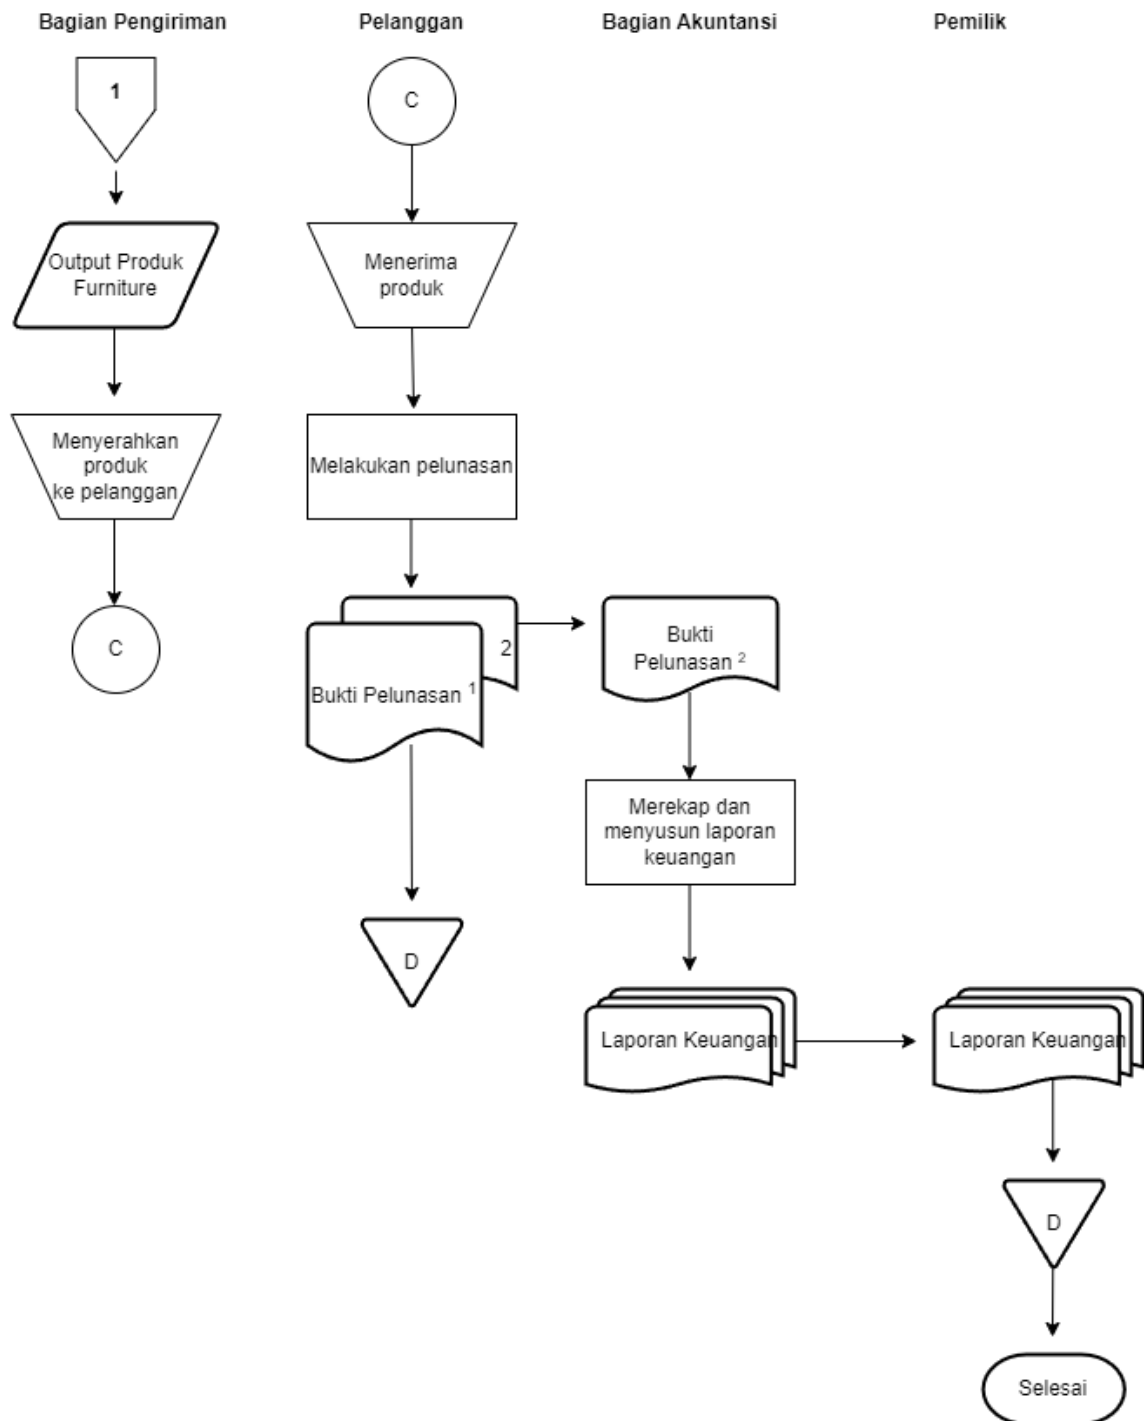 Bagian Pengiriman
Pelanggan
Bagian Akuntansi
Pemilik
1
Output Produk
Furniture
Menyerahkan
produk
ke pelanggan
C
C
Menerima
produk
Melakukan pelunasan
2
Bukti Pelunasan 1
D
Bukti
Pelunasan 2
Merekap dan
menyusun laporan
keuangan
Laporan Keuangan
Laporan Keuangan
D
Selesai